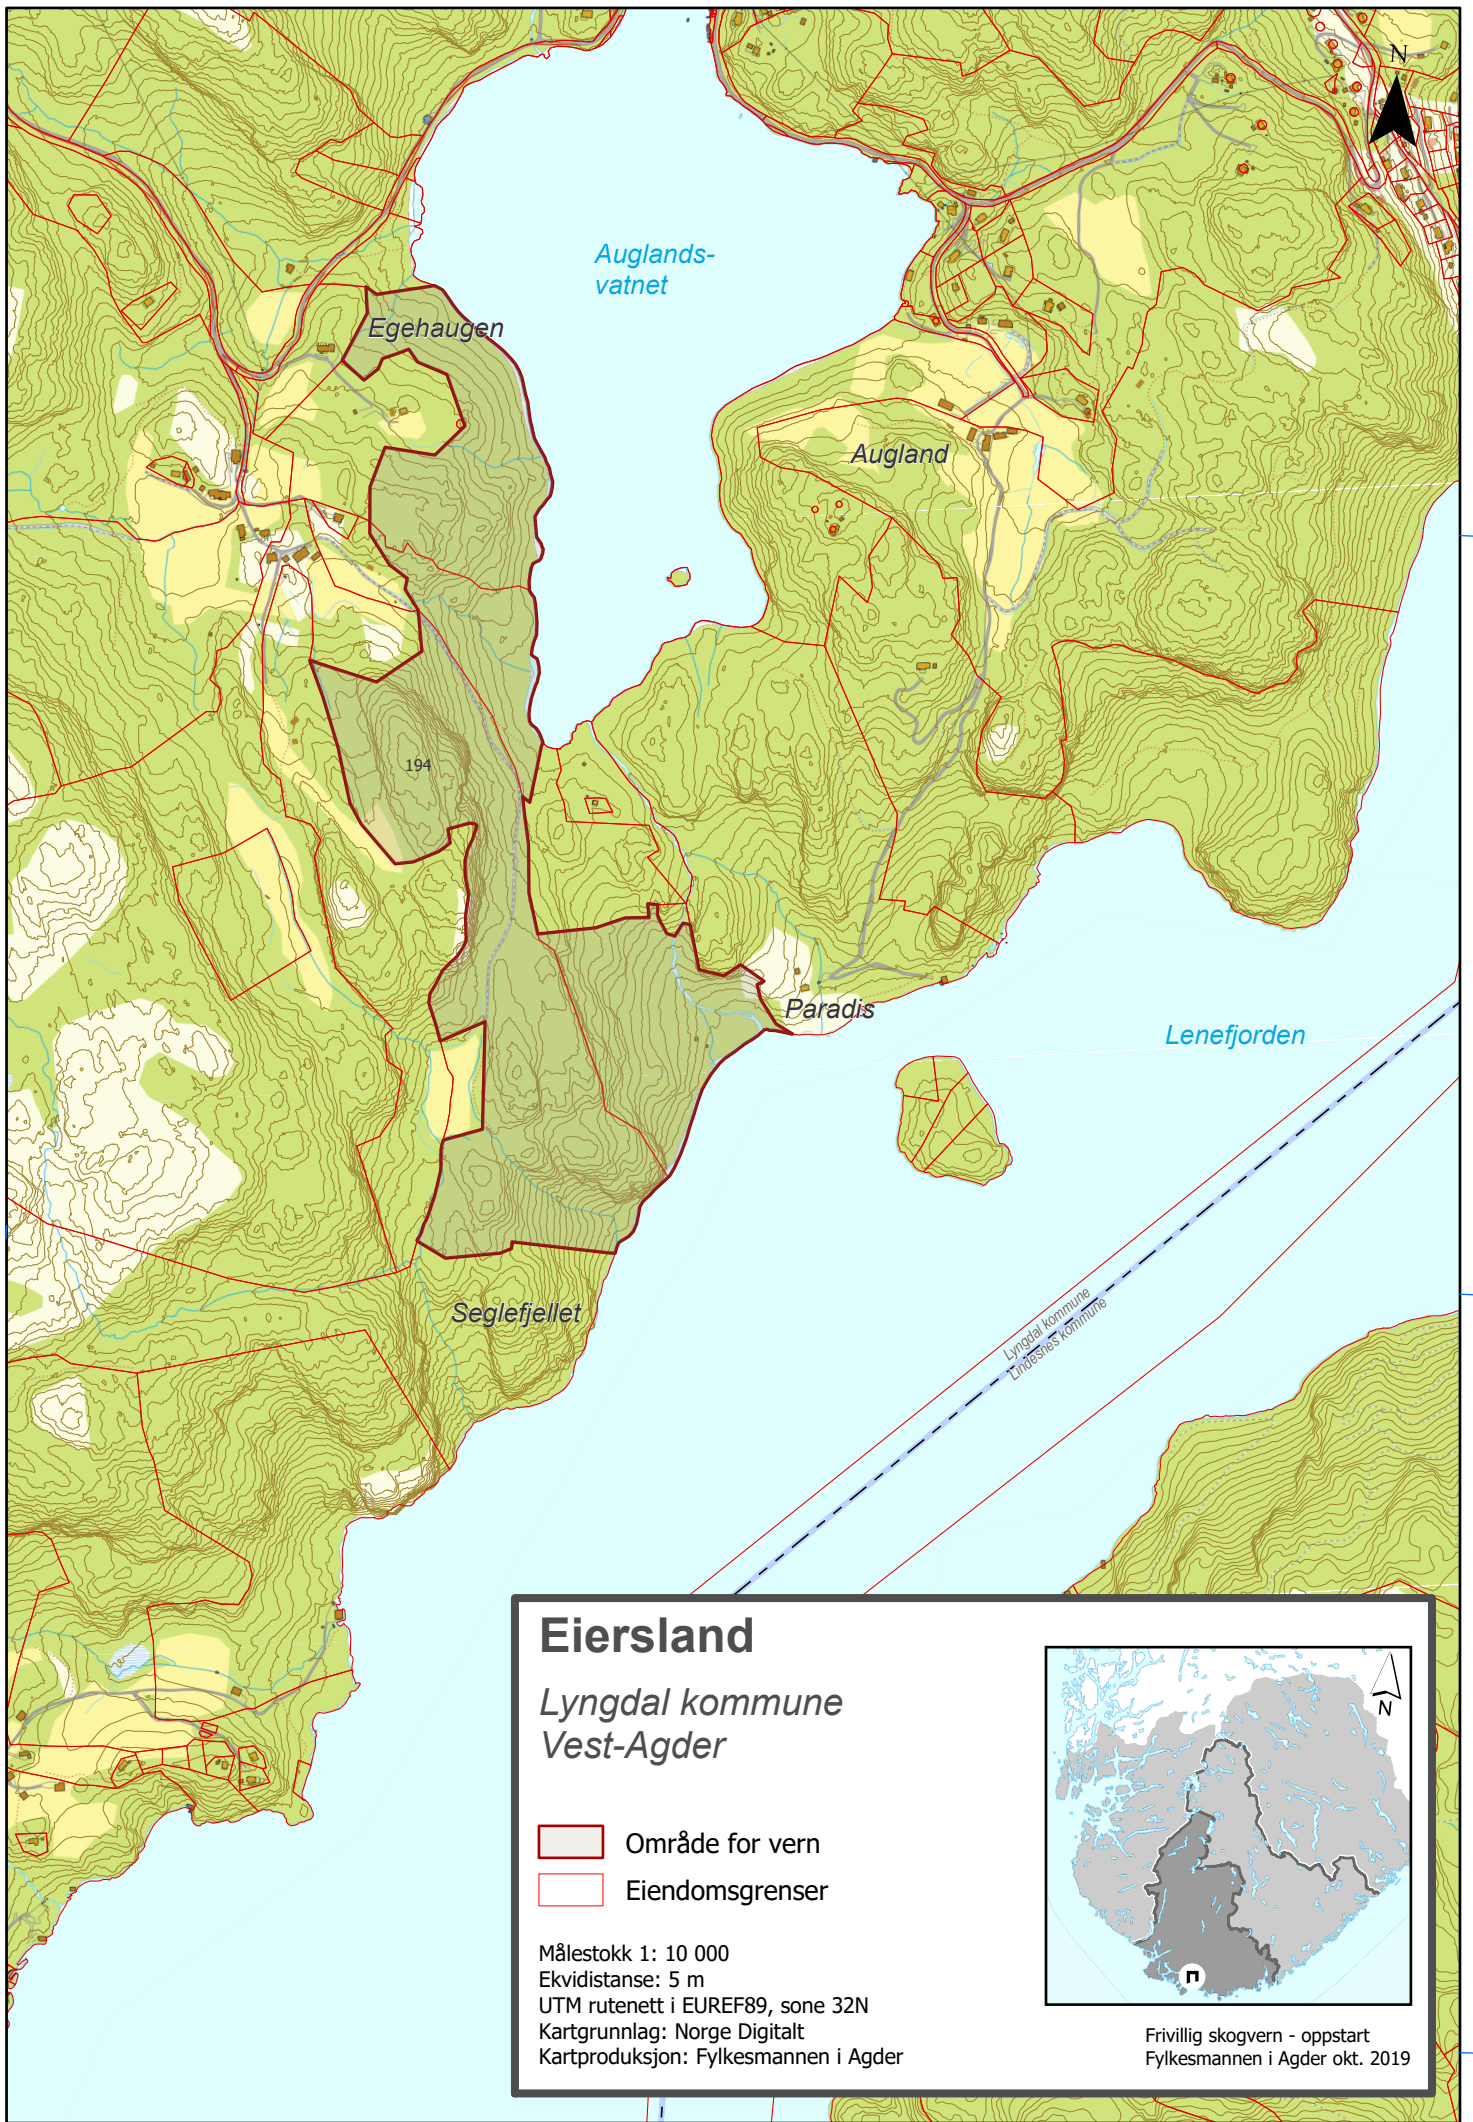 N
Auglands-
vatnet
Egehaugen
Augland
194
Paradis
Lenefjorden
Seglefjellet
Lyngdal kommune
Lindesnes kommune
Eiersland
Lyngdal kommune
Vest-Agder
N
Område for vern
Eiendomsgrenser
Målestokk 1: 10 000
Ekvidistanse: 5 m
UTM rutenett i EUREF89, sone 32N
Kartgrunnlag: Norge Digitalt
Kartproduksjon: Fylkesmannen i Agder
Frivillig skogvern - oppstart
Fylkesmannen i Agder okt. 2019